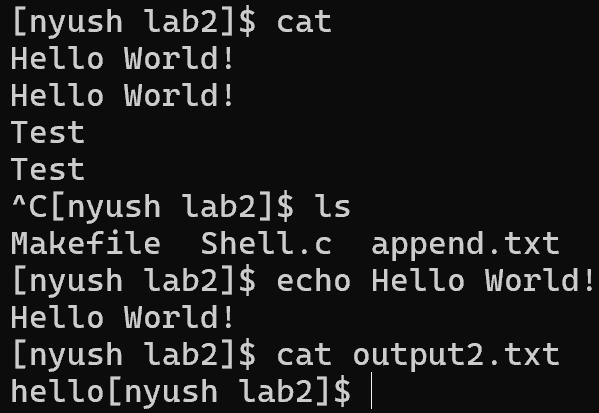 [nyush lab2]$ cat
Hello World!
Hello World!
Test
Test
^C[nyush lab2]$ ls
Makefile  Shell.c  append.txt
[nyush lab2]$ echo Hello World!
Hello World!
[nyush lab2]$ cat output2.txt
hello[nyush lab2]$